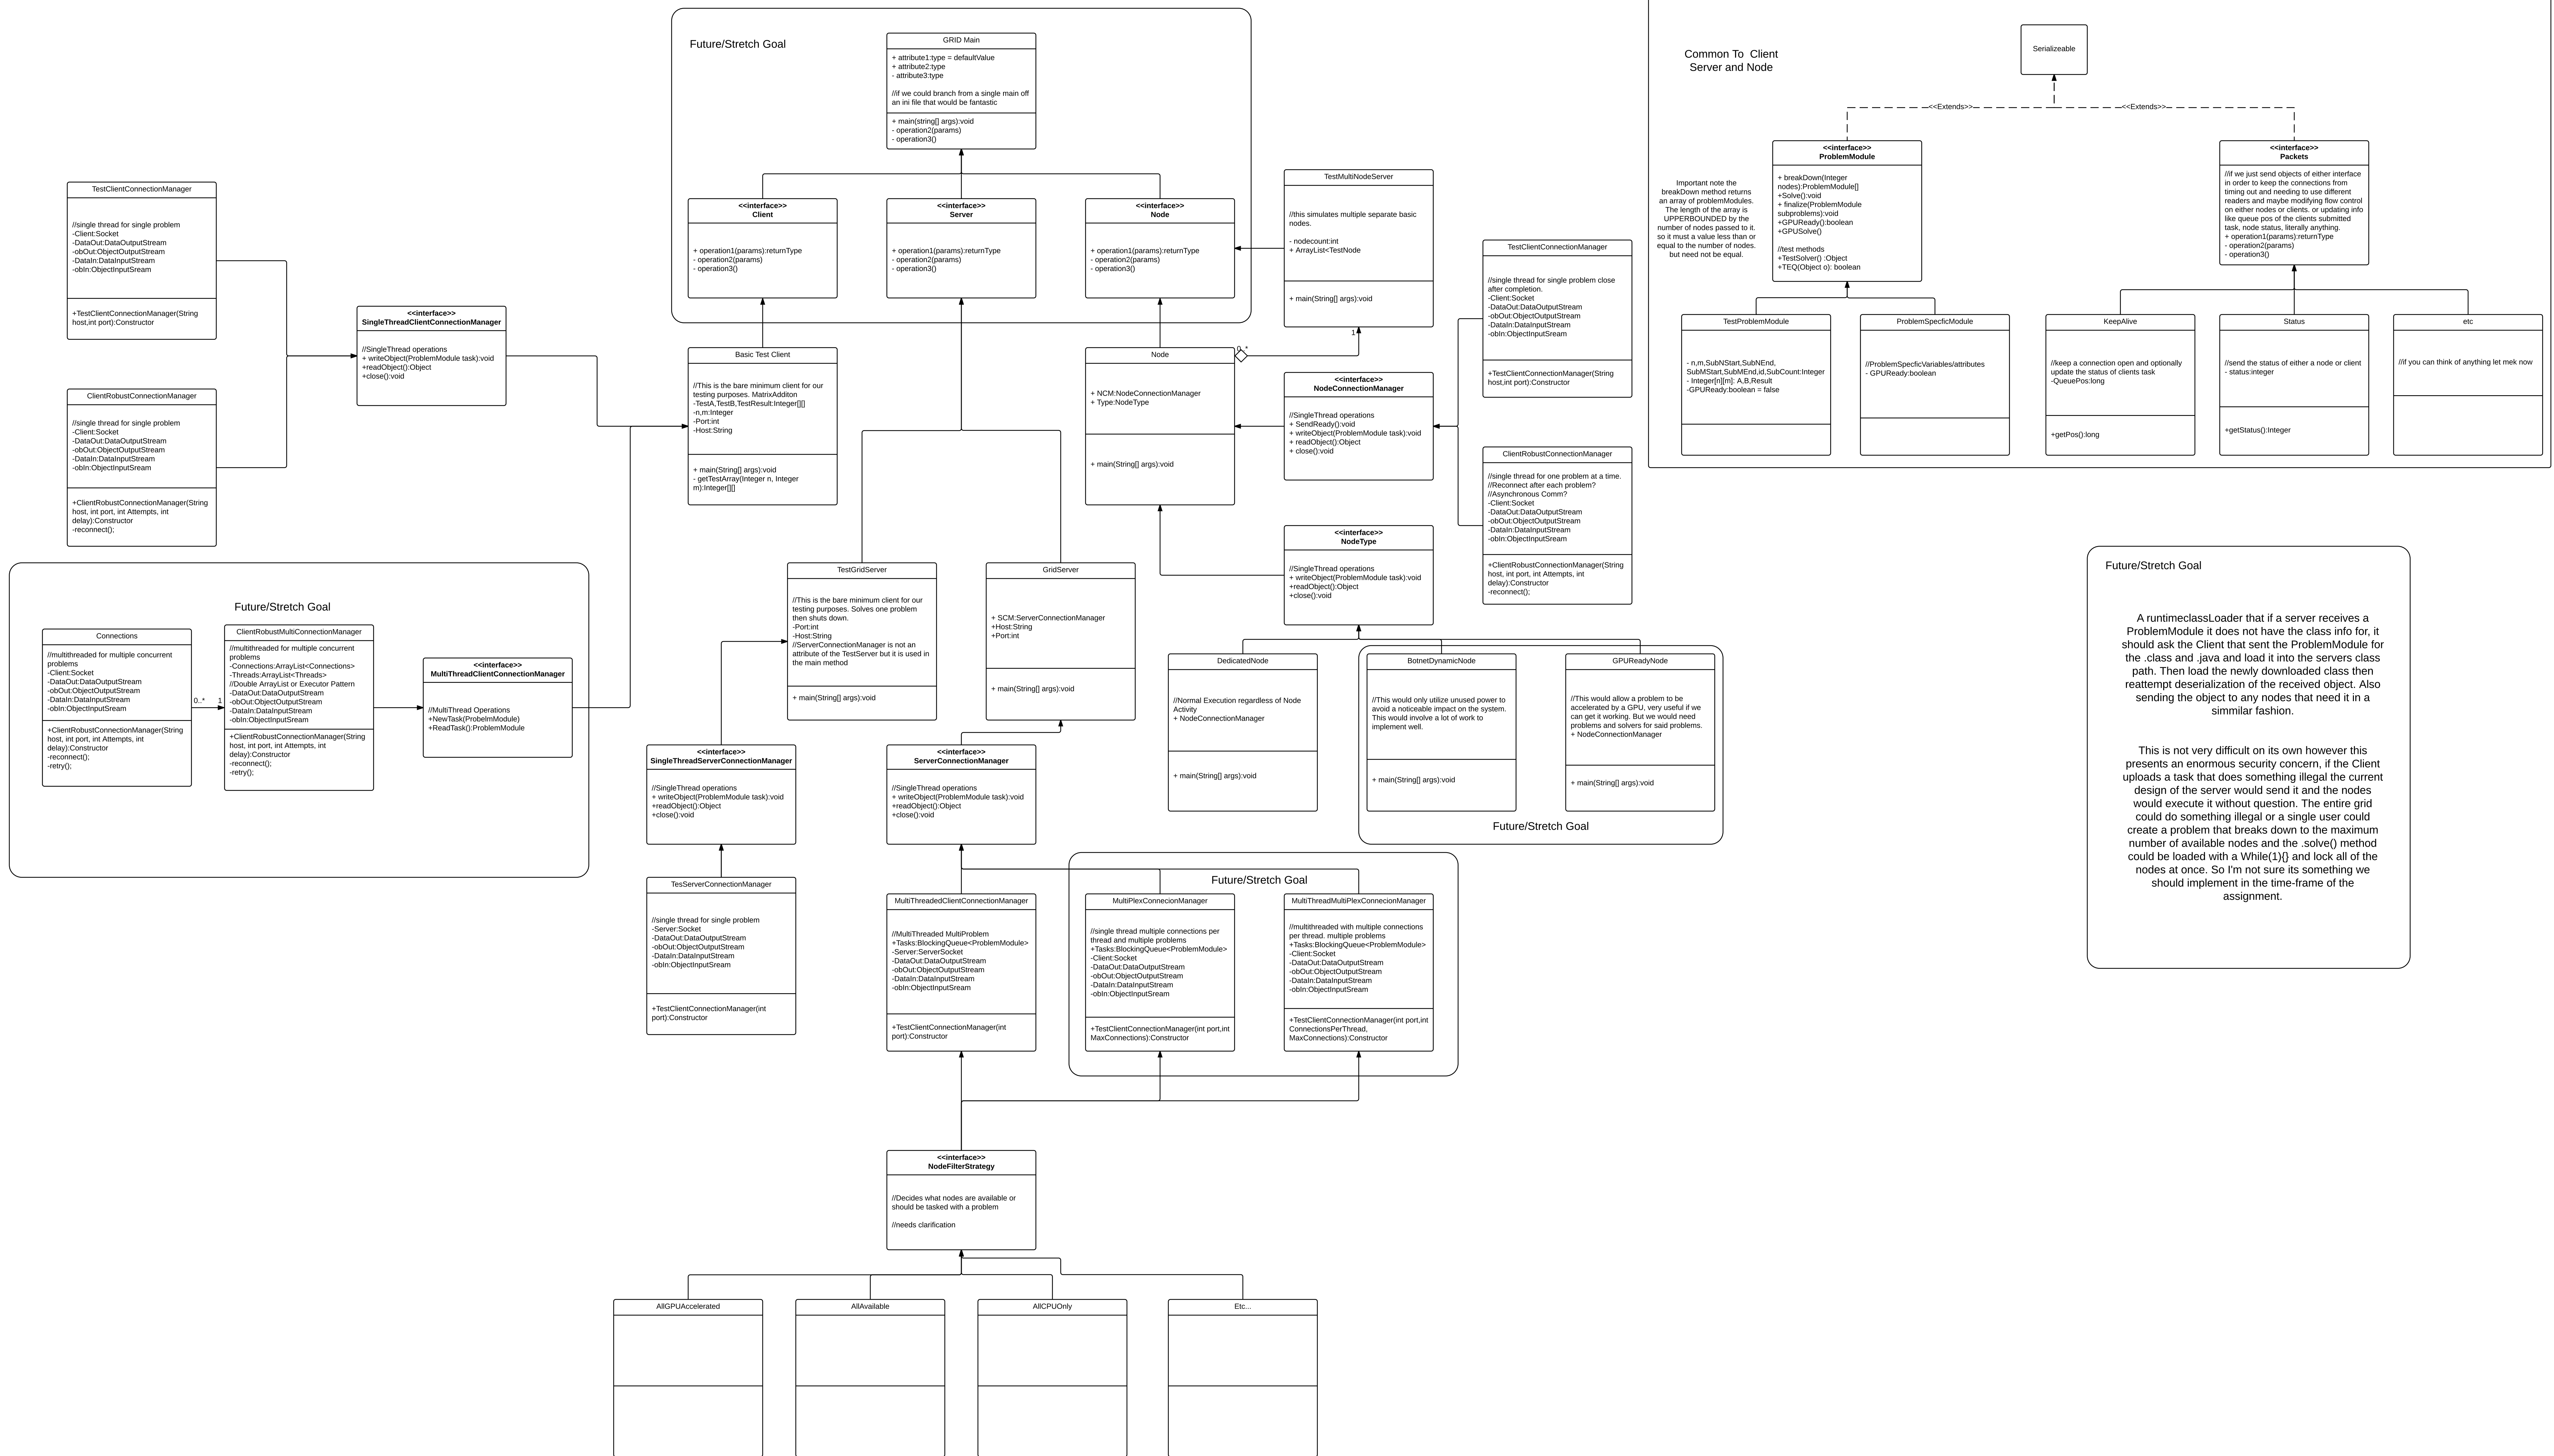 Future/Stretch Goal
GRID Main
+ attribute1:type = defaultValue
+ attribute2:type
- attribute3:type
//if we could branch from a single main off
an ini file that would be fantastic
+ main(string[] args):void
- operation2(params)
- operation3()
<<interface>>
Client
+ operation1(params):returnType
- operation2(params)
- operation3()
<<interface>>
Server
+ operation1(params):returnType
- operation2(params)
- operation3()
<<interface>>
Node
+ operation1(params):returnType
- operation2(params)
- operation3()
Common To  Client
Server and Node
Serializeable
<<Extends>>
<<Extends>>
Important note the
breakDown method returns
an array of problemModules.
The length of the array is
UPPERBOUNDED by the
number of nodes passed to it.
so it must a value less than or
equal to the number of nodes.
but need not be equal.
<<interface>>
ProblemModule
+ breakDown(Integer
nodes):ProblemModule[]
+Solve():void
+ finalize(ProblemModule
subproblems):void
+GPUReady():boolean
+GPUSolve()
//test methods
+TestSolver() :Object
+TEQ(Object o): boolean
<<interface>>
Packets
//if we just send objects of either interface
in order to keep the connections from
timing out and needing to use different
readers and maybe modifying flow control
on either nodes or clients. or updating info
like queue pos of the clients submitted
task, node status, literally anything.
+ operation1(params):returnType
- operation2(params)
- operation3()
TestProblemModule
- n,m,SubNStart,SubNEnd,
SubMStart,SubMEnd,id,SubCount:Integer
- Integer[n][m]: A,B,Result
-GPUReady:boolean = false
ProblemSpecficModule
//ProblemSpecficVariables/attributes
- GPUReady:boolean
KeepAlive
//keep a connection open and optionally
update the status of clients task
-QueuePos:long
+getPos():long
Status
//send the status of either a node or client
- status:integer
+getStatus():Integer
etc
//if you can think of anything let mek now
TestClientConnectionManager
//single thread for single problem
-Client:Socket
-DataOut:DataOutputStream
-obOut:ObjectOutputStream
-DataIn:DataInputStream
-obIn:ObjectInputSream
+TestClientConnectionManager(String
host,int port):Constructor
<<interface>>
SingleThreadClientConnectionManager
//SingleThread operations
+ writeObject(ProblemModule task):void
+readObject():Object
+close():void
ClientRobustConnectionManager
//single thread for single problem
-Client:Socket
-DataOut:DataOutputStream
-obOut:ObjectOutputStream
-DataIn:DataInputStream
-obIn:ObjectInputSream
+ClientRobustConnectionManager(String
host, int port, int Attempts, int
delay):Constructor
-reconnect();
Basic Test Client
//This is the bare minimum client for our
testing purposes. MatrixAdditon
-TestA,TestB,TestResult:Integer[][]
-n,m:Integer
-Port:int
-Host:String
+ main(String[] args):void
- getTestArray(Integer n, Integer
m):Integer[][]
TestMultiNodeServer
//this simulates multiple separate basic
nodes.
- nodecount:int
+ ArrayList<TestNode
+ main(String[] args):void
1
0..*
Node
+ NCM:NodeConnectionManager
+ Type:NodeType
+ main(String[] args):void
<<interface>>
NodeConnectionManager
//SingleThread operations
+ SendReady():void
+ writeObject(ProblemModule task):void
+ readObject():Object
+ close():void
TestClientConnectionManager
//single thread for single problem close
after completion.
-Client:Socket
-DataOut:DataOutputStream
-obOut:ObjectOutputStream
-DataIn:DataInputStream
-obIn:ObjectInputSream
+TestClientConnectionManager(String
host,int port):Constructor
ClientRobustConnectionManager
//single thread for one problem at a time.
//Reconnect after each problem?
//Asynchronous Comm?
-Client:Socket
-DataOut:DataOutputStream
-obOut:ObjectOutputStream
-DataIn:DataInputStream
-obIn:ObjectInputSream
+ClientRobustConnectionManager(String
host, int port, int Attempts, int
delay):Constructor
-reconnect();
<<interface>>
NodeType
//SingleThread operations
+ writeObject(ProblemModule task):void
+readObject():Object
+close():void
DedicatedNode
//Normal Execution regardless of Node
Activity
+ NodeConnectionManager
+ main(String[] args):void
BotnetDynamicNode
//This would only utilize unused power to
avoid a noticeable impact on the system.
This would involve a lot of work to
implement well.
+ main(String[] args):void
GPUReadyNode
//This would allow a problem to be
accelerated by a GPU, very useful if we
can get it working. But we would need
problems and solvers for said problems.
+ NodeConnectionManager
+ main(String[] args):void
Future/Stretch Goal
Future/Stretch Goal
Connections
//multithreaded for multiple concurrent
problems
-Client:Socket
-DataOut:DataOutputStream
-obOut:ObjectOutputStream
-DataIn:DataInputStream
-obIn:ObjectInputSream
+ClientRobustConnectionManager(String
host, int port, int Attempts, int
delay):Constructor
-reconnect();
-retry();
0..*
1
ClientRobustMultiConnectionManager
//multithreaded for multiple concurrent
problems
-Connections:ArrayList<Connections>
-Threads:ArrayList<Threads>
//Double ArrayList or Executor Pattern
-DataOut:DataOutputStream
-obOut:ObjectOutputStream
-DataIn:DataInputStream
-obIn:ObjectInputSream
+ClientRobustConnectionManager(String
host, int port, int Attempts, int
delay):Constructor
-reconnect();
-retry();
<<interface>>
MultiThreadClientConnectionManager
//MultiThread Operations
+NewTask(ProbelmModule)
+ReadTask():ProblemModule
TestGridServer
//This is the bare minimum client for our
testing purposes. Solves one problem
then shuts down.
-Port:int
-Host:String
//ServerConnectionManager is not an
attribute of the TestServer but it is used in
the main method
+ main(String[] args):void
GridServer
+ SCM:ServerConnectionManager
+Host:String
+Port:int
+ main(String[] args):void
<<interface>>
SingleThreadServerConnectionManager
//SingleThread operations
+ writeObject(ProblemModule task):void
+readObject():Object
+close():void
<<interface>>
ServerConnectionManager
//SingleThread operations
+ writeObject(ProblemModule task):void
+readObject():Object
+close():void
TesServerConnectionManager
//single thread for single problem
-Server:Socket
-DataOut:DataOutputStream
-obOut:ObjectOutputStream
-DataIn:DataInputStream
-obIn:ObjectInputSream
+TestClientConnectionManager(int
port):Constructor
MultiThreadedClientConnectionManager
//MultiThreaded MultiProblem
+Tasks:BlockingQueue<ProblemModule>
-Server:ServerSocket
-DataOut:DataOutputStream
-obOut:ObjectOutputStream
-DataIn:DataInputStream
-obIn:ObjectInputSream
+TestClientConnectionManager(int
port):Constructor
Future/Stretch Goal
MultiPlexConnecionManager
//single thread multiple connections per
thread and multiple problems
+Tasks:BlockingQueue<ProblemModule>
-Client:Socket
-DataOut:DataOutputStream
-obOut:ObjectOutputStream
-DataIn:DataInputStream
-obIn:ObjectInputSream
+TestClientConnectionManager(int port,int
MaxConnections):Constructor
MultiThreadMultiPlexConnecionManager
//multithreaded with multiple connections
per thread. multiple problems
+Tasks:BlockingQueue<ProblemModule>
-Client:Socket
-DataOut:DataOutputStream
-obOut:ObjectOutputStream
-DataIn:DataInputStream
-obIn:ObjectInputSream
+TestClientConnectionManager(int port,int
ConnectionsPerThread,
MaxConnections):Constructor
<<interface>>
NodeFilterStrategy
//Decides what nodes are available or
should be tasked with a problem
//needs clarification
AllGPUAccelerated
AllAvailable
AllCPUOnly
Etc...
Future/Stretch Goal
A runtimeclassLoader that if a server receives a
ProblemModule it does not have the class info for, it
should ask the Client that sent the ProblemModule for
the .class and .java and load it into the servers class
path. Then load the newly downloaded class then
reattempt deserialization of the received object. Also
sending the object to any nodes that need it in a
simmilar fashion.
This is not very difficult on its own however this
presents an enormous security concern, if the Client
uploads a task that does something illegal the current
design of the server would send it and the nodes
would execute it without question. The entire grid
could do something illegal or a single user could
create a problem that breaks down to the maximum
number of available nodes and the .solve() method
could be loaded with a While(1){} and lock all of the
nodes at once. So I'm not sure its something we
should implement in the time-frame of the
assignment.